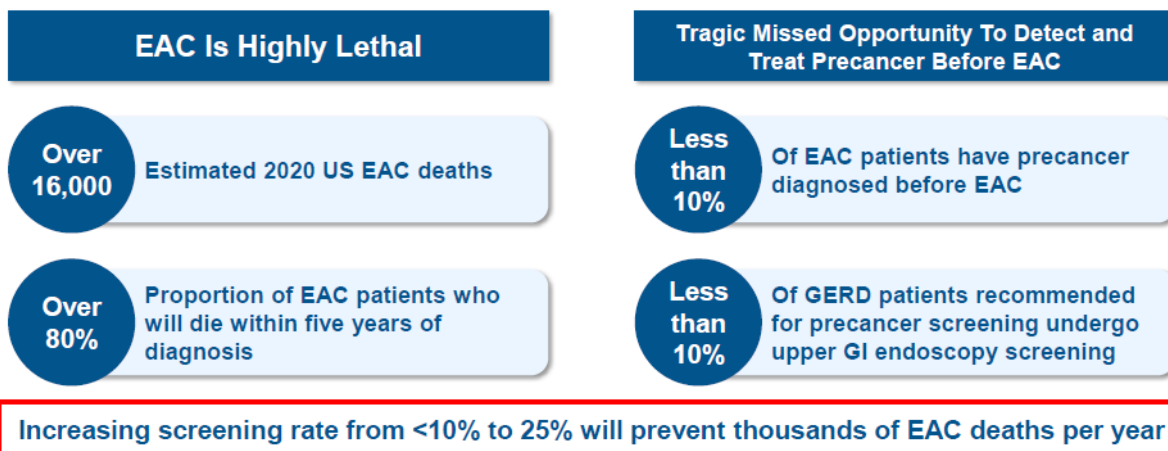 EAC Is Highly Lethal
Over
16,000
Estimated 2020 US EAC deaths
Over
80%
Proportion of EAC patients who
will die within five years of
diagnosis
Tragic Missed Opportunity To Detect and
Treat Precancer Before EAC
Less
than
10%
Of EAC patients have precancer
diagnosed before EAC
Less
than
10%
Of GERD patients recommended
for precancer screening undergo
upper GI endoscopy screening
Increasing screening rate from <10% to 25% will prevent thousands of EAC deaths per year